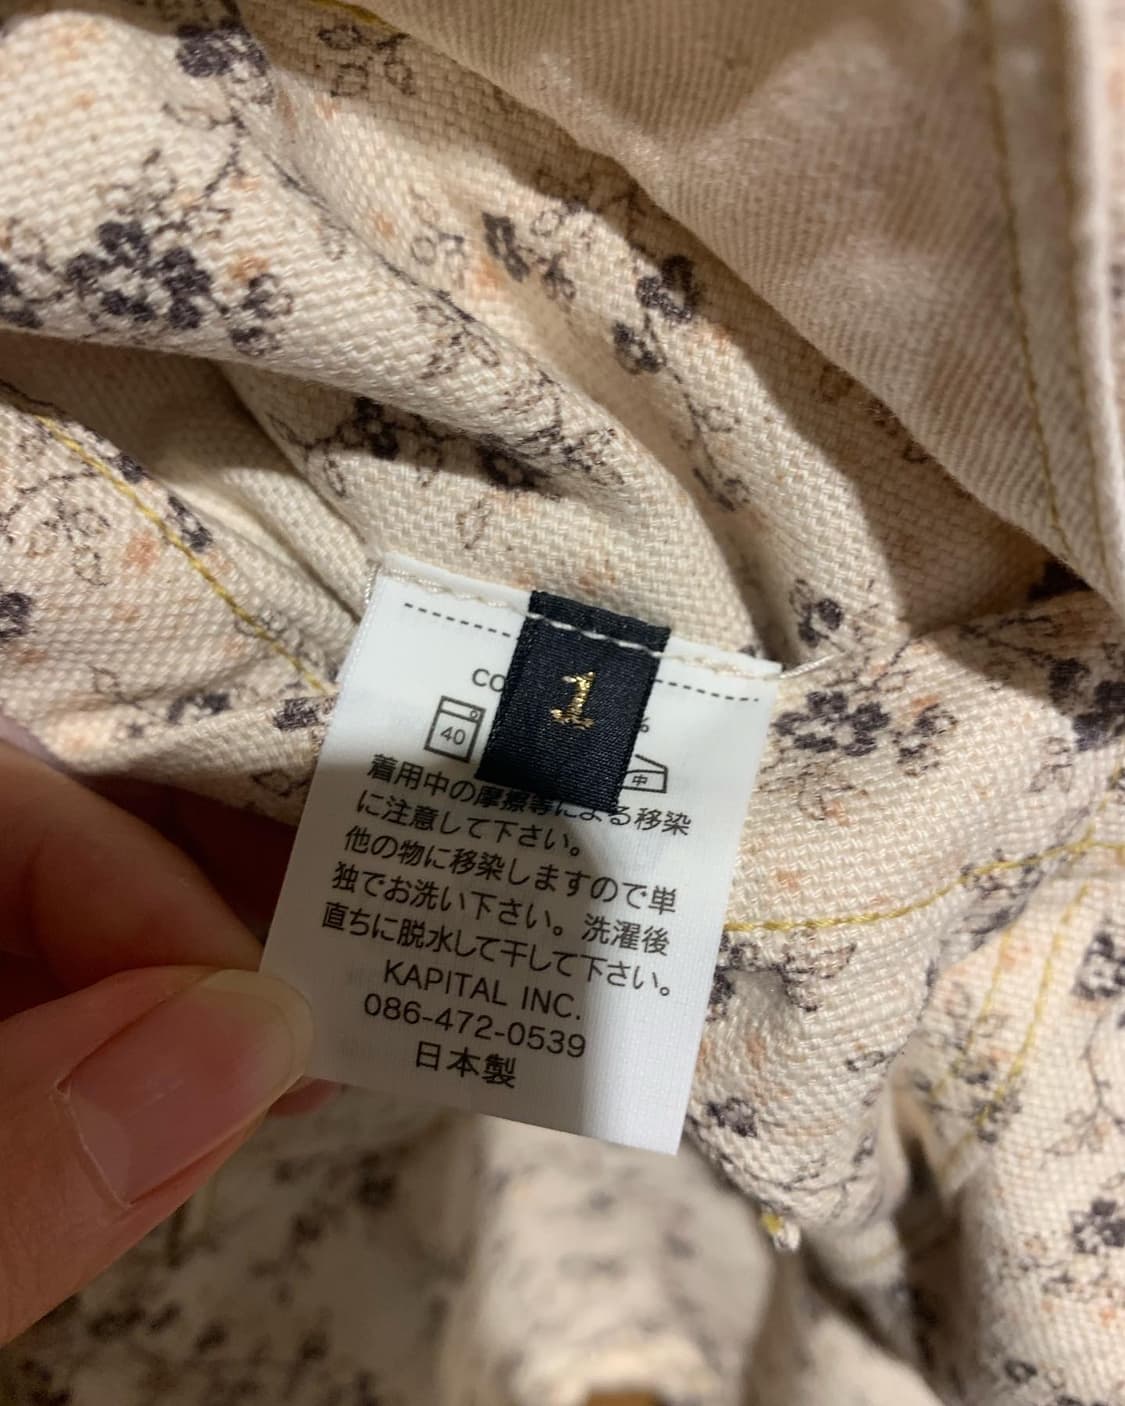 1
40
中
着用中の摩擦等による移染
に注意して下さい。
他の物に移染しますので単
独でお洗い下さい。洗濯後
直ちに脱水して干して下さい。
KAPITAL INC.
086-472-0539
日本製